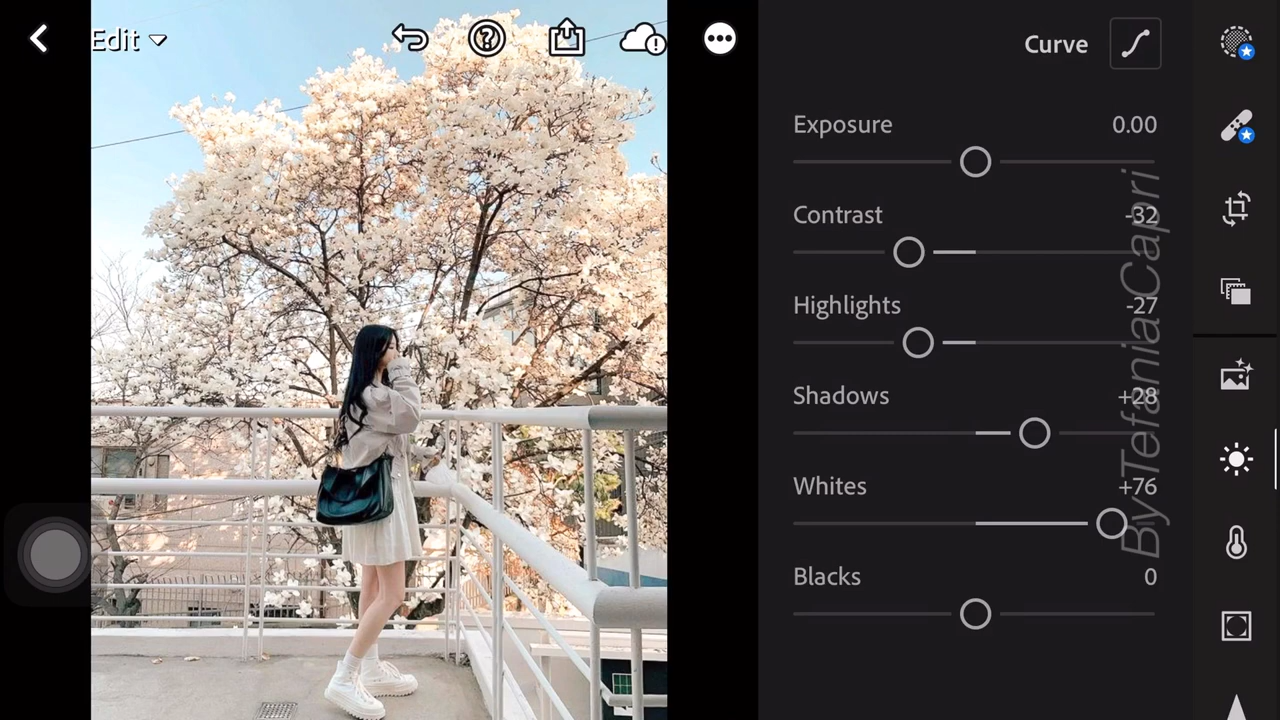 Edit
Curve
Exposure 0.00
Contrast -32
Highlights -27
Shadows +28
Whites +76
Blacks 0
ByTefaniaCapri